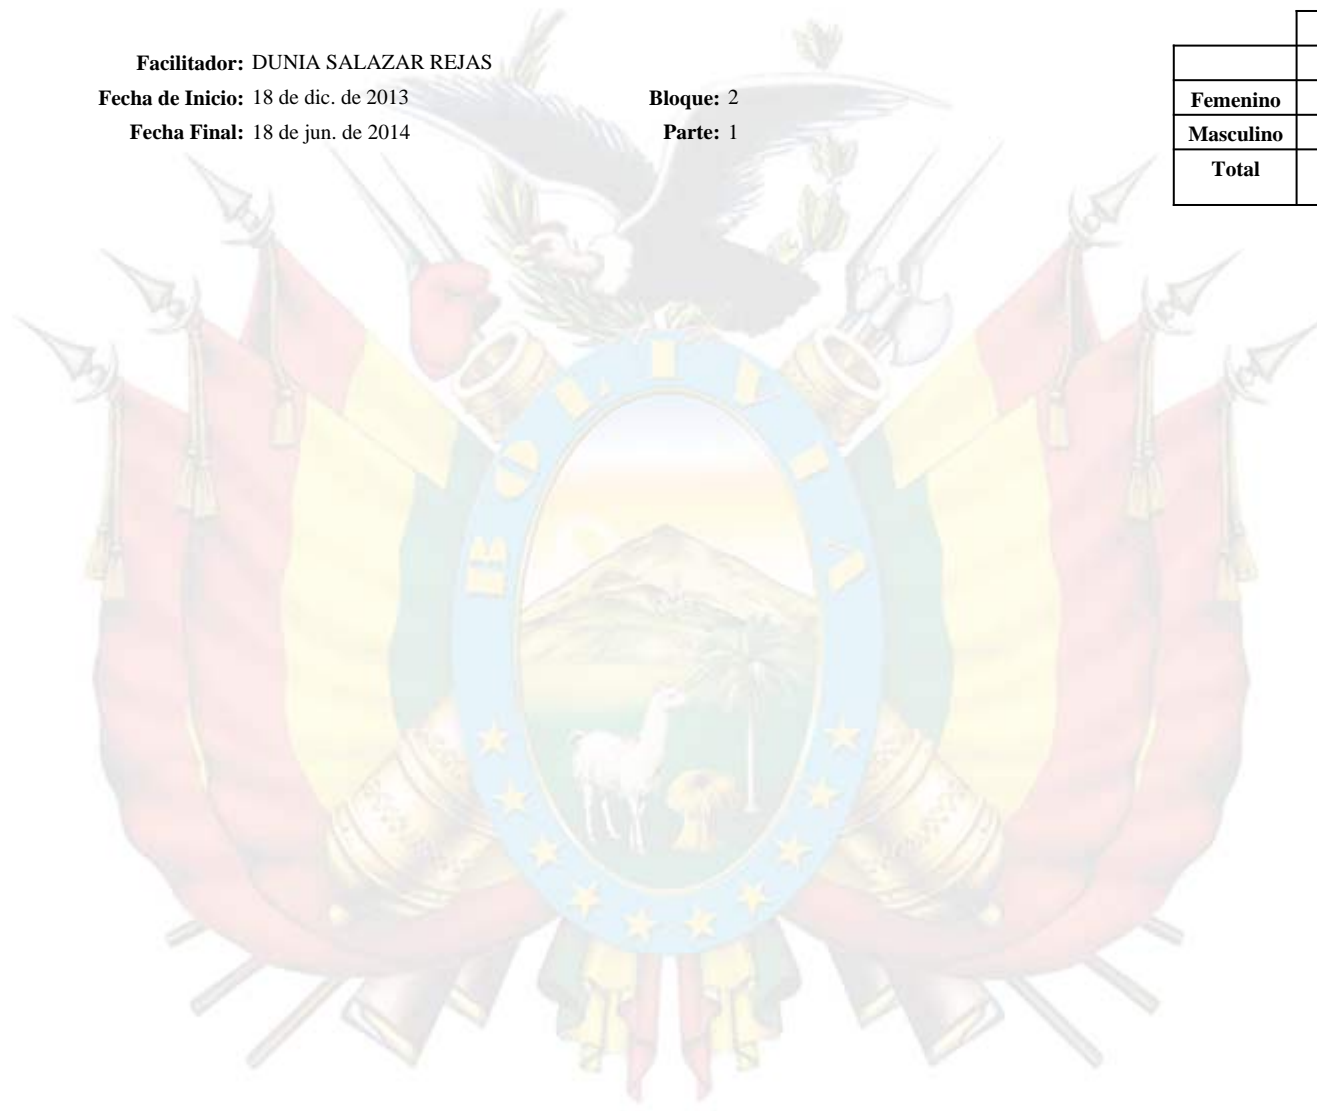 Facilitador: DUNIA SALAZAR REJAS
Fecha de Inicio: 18 de dic. de 2013 Bloque: 2
Fecha Final: 18 de jun. de 2014 Parte: 1
Femenino
Masculino
Total
BOLIVIA